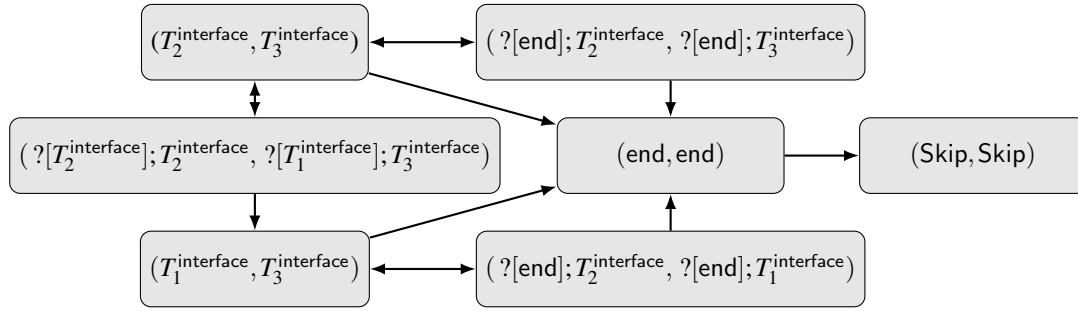 (T_2^interface, T_3^interface)
( ?[end];T_2^interface, ?[end];T_3^interface)
( ?[T_2^interface];T_2^interface, ?[T_1^interface];T_3^interface)
(end,end)
(Skip,Skip)
(T_1^interface, T_3^interface)
( ?[end];T_2^interface, ?[end];T_1^interface)